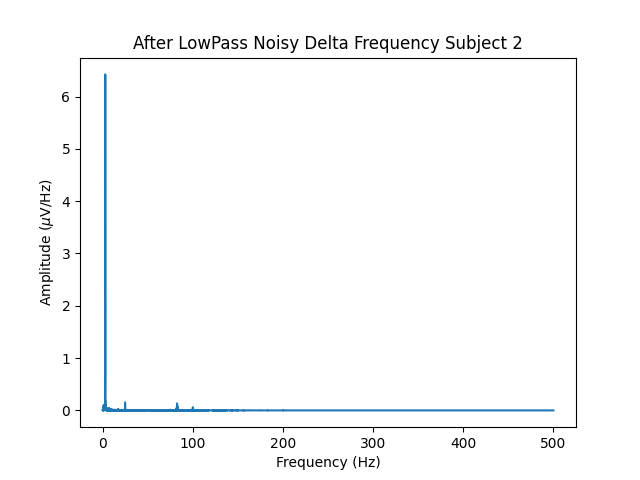 After LowPass Noisy Delta Frequency Subject 2
Amplitude (μV/Hz)
6
5
4
3
2
1
0
0 100 200 300 400 500
Frequency (Hz)